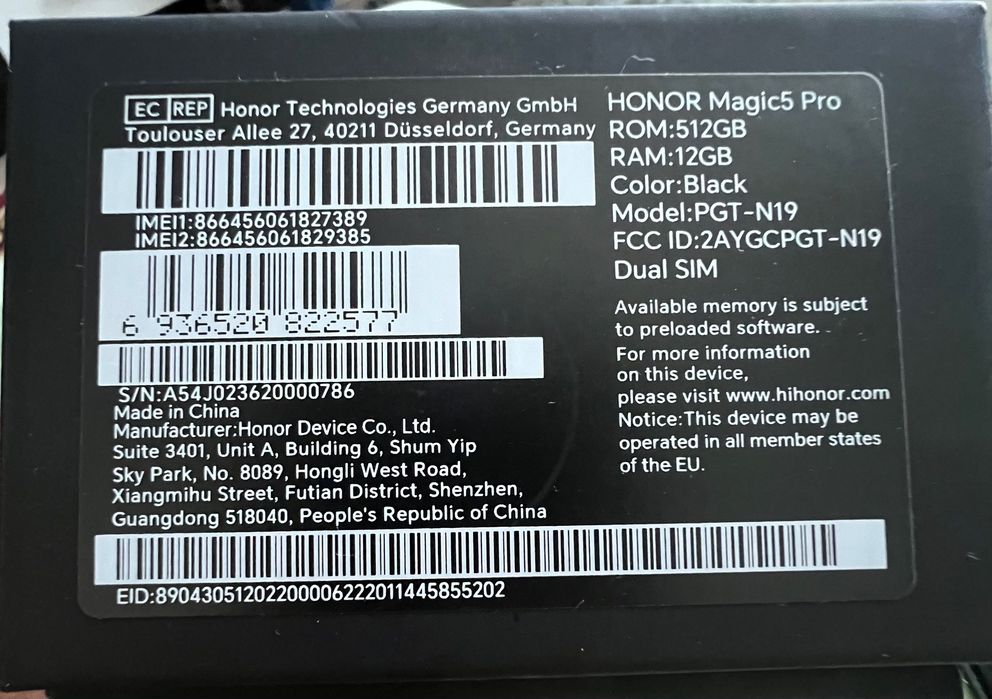 EC REP Honor Technologies Germany GmbH
Toulouser Allee 27, 40211 Düsseldorf, Germany
IMEI1:866456061827389
IMEI2:866456061829385
6 936520 822577
S/N:A54J023620000786
Made in China
Manufacturer:Honor Device Co., Ltd.
Suite 3401, Unit A, Building 6, Shum Yip
Sky Park, No. 8089, Hongli West Road,
Xiangmihu Street, Futian District, Shenzhen,
Guangdong 518040, People's Republic of China
EID:89043051202200006222011445855202
HONOR Magic5 Pro
ROM:512GB
RAM:12GB
Color:Black
Model:PGT-N19
FCC ID:2AYGCPGT-N19
Dual SIM
Available memory is subject
to preloaded software.
For more information
on this device,
please visit www.hihonor.com
Notice:This device may be
operated in all member states
of the EU.